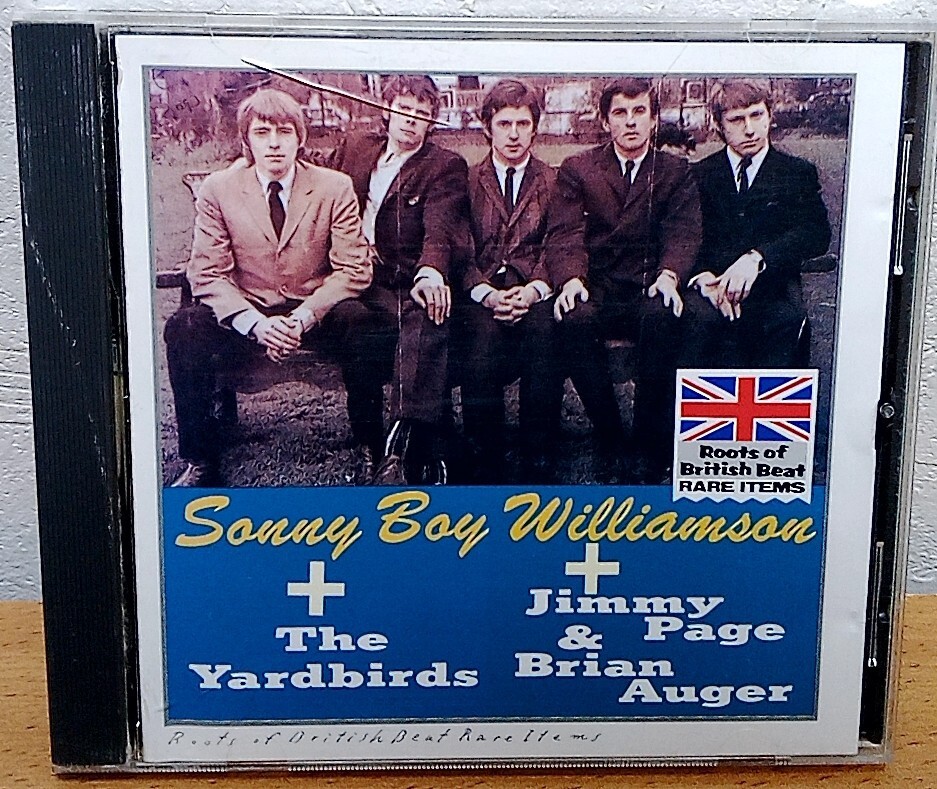 Roots of
British Beat
RARE ITEMS
Sonny Boy Williamson
+
The
Yardbirds
+
Jimmy
Page
&
Brian
Auger
Roots of British Beat Rare Items